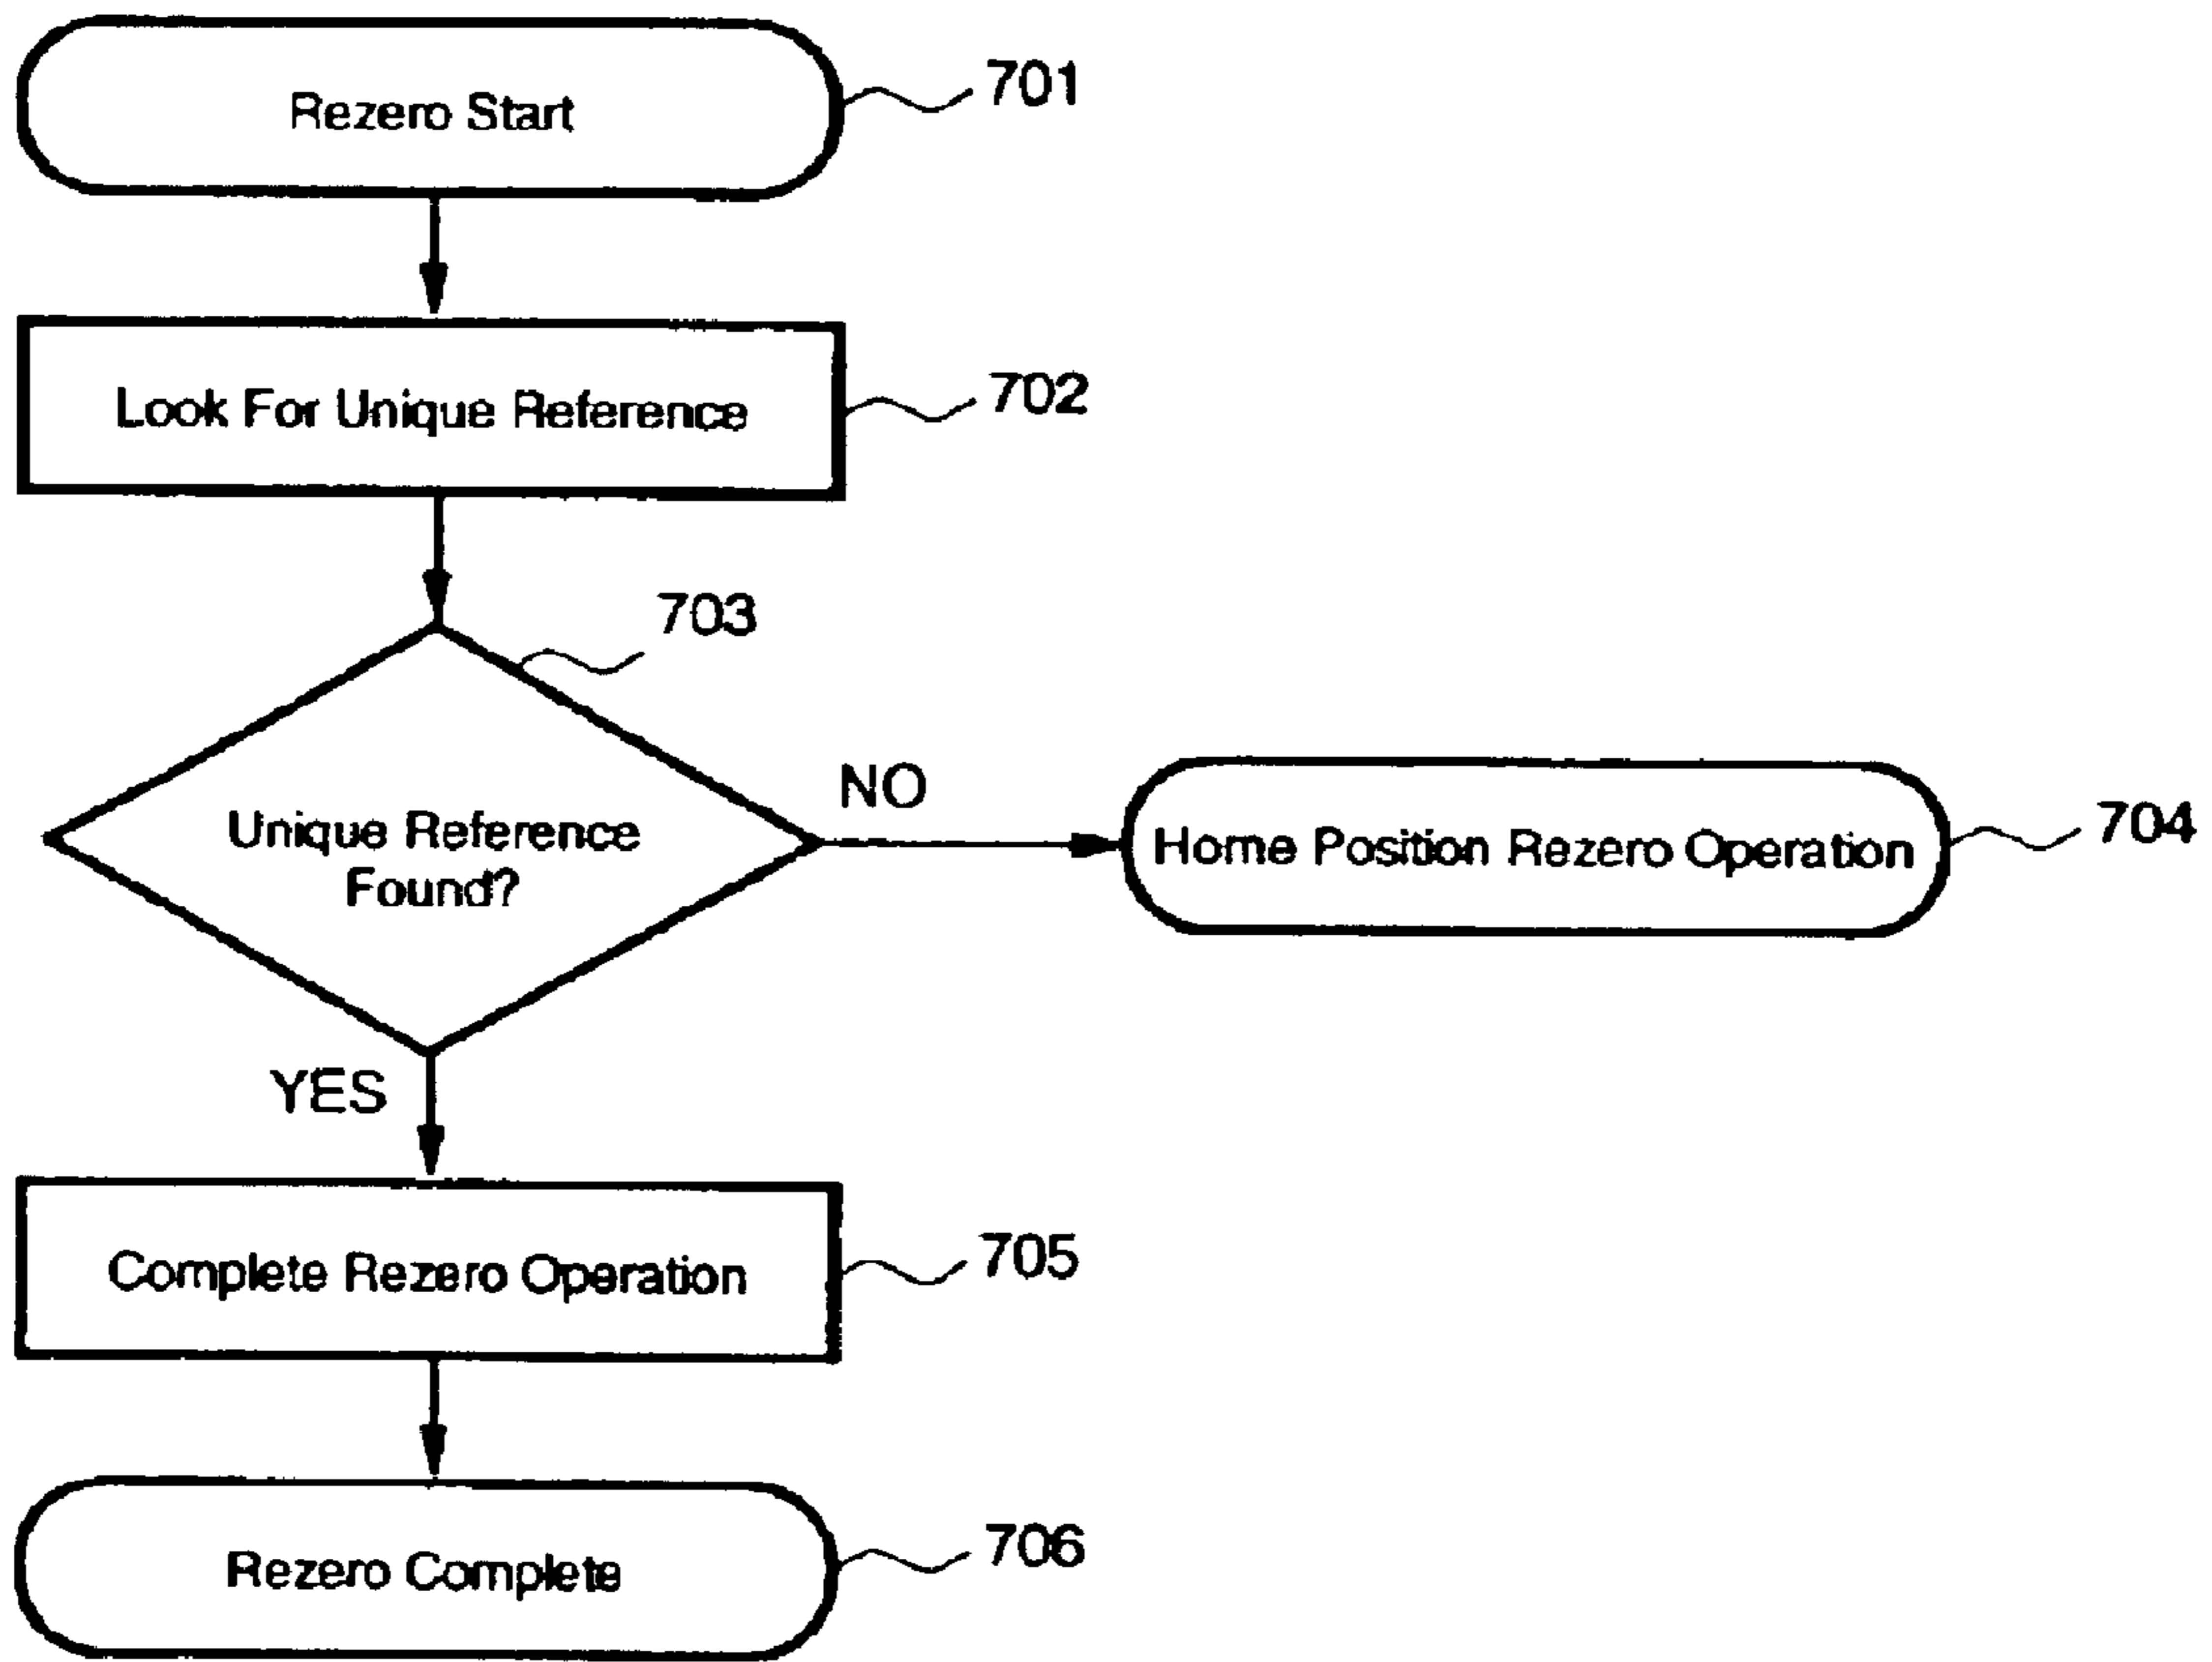 Rezero Start
701
Look For Unique Reference
702
703
Unique Reference
Found?
NO
Home Position Rezero Operation
704
YES
Complete Rezero Operation
705
Rezero Complete
706